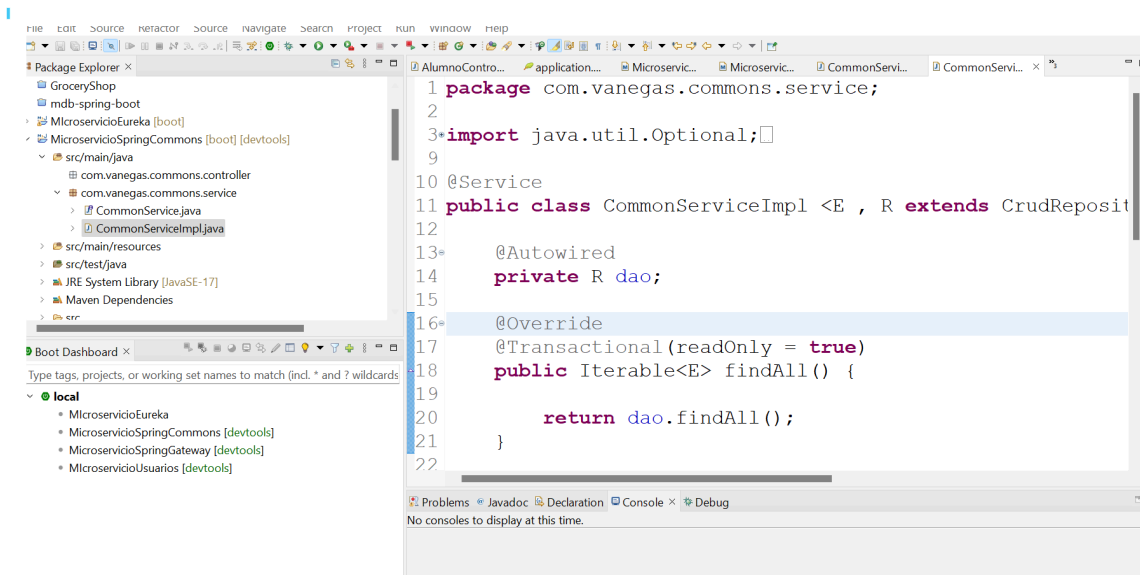 File Edit Source Refactor Source Navigate Search Project Run Window Help
Package Explorer
GroceryShop
mdb-spring-boot
MIcroservicioEureka [boot]
MicroservicioSpringCommons [boot] [devtools]
src/main/java
com.vanegas.commons.controller
com.vanegas.commons.service
CommonService.java
CommonServiceImpl.java
src/main/resources
src/test/java
JRE System Library [JavaSE-17]
Maven Dependencies
src
Boot Dashboard
Type tags, projects, or working set names to match (incl. * and ? wildcards
local
MIcroservicioEureka
MicroservicioSpringCommons [devtools]
MicroservicioSpringGateway [devtools]
MIcroservicioUsuarios [devtools]
AlumnoContro... application.... Microservic... Microservic... CommonServi... CommonServi... 3
1 package com.vanegas.commons.service;
2
3 import java.util.Optional;
9
10 @Service
11 public class CommonServiceImpl <E , R extends CrudReposit
12
13 @Autowired
14 private R dao;
15
16 @Override
17 @Transactional(readOnly = true)
18 public Iterable<E> findAll() {
19
20 return dao.findAll();
21 }
22
Problems Javadoc Declaration Console Debug
No consoles to display at this time.